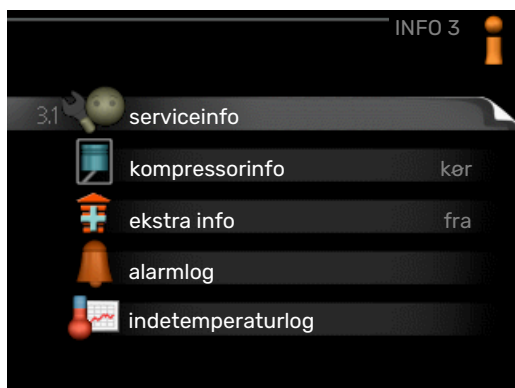 INFO 3
3.1 serviceinfo
kompressorinfo kør
ekstra info fra
alarmlog
indetemperaturlog